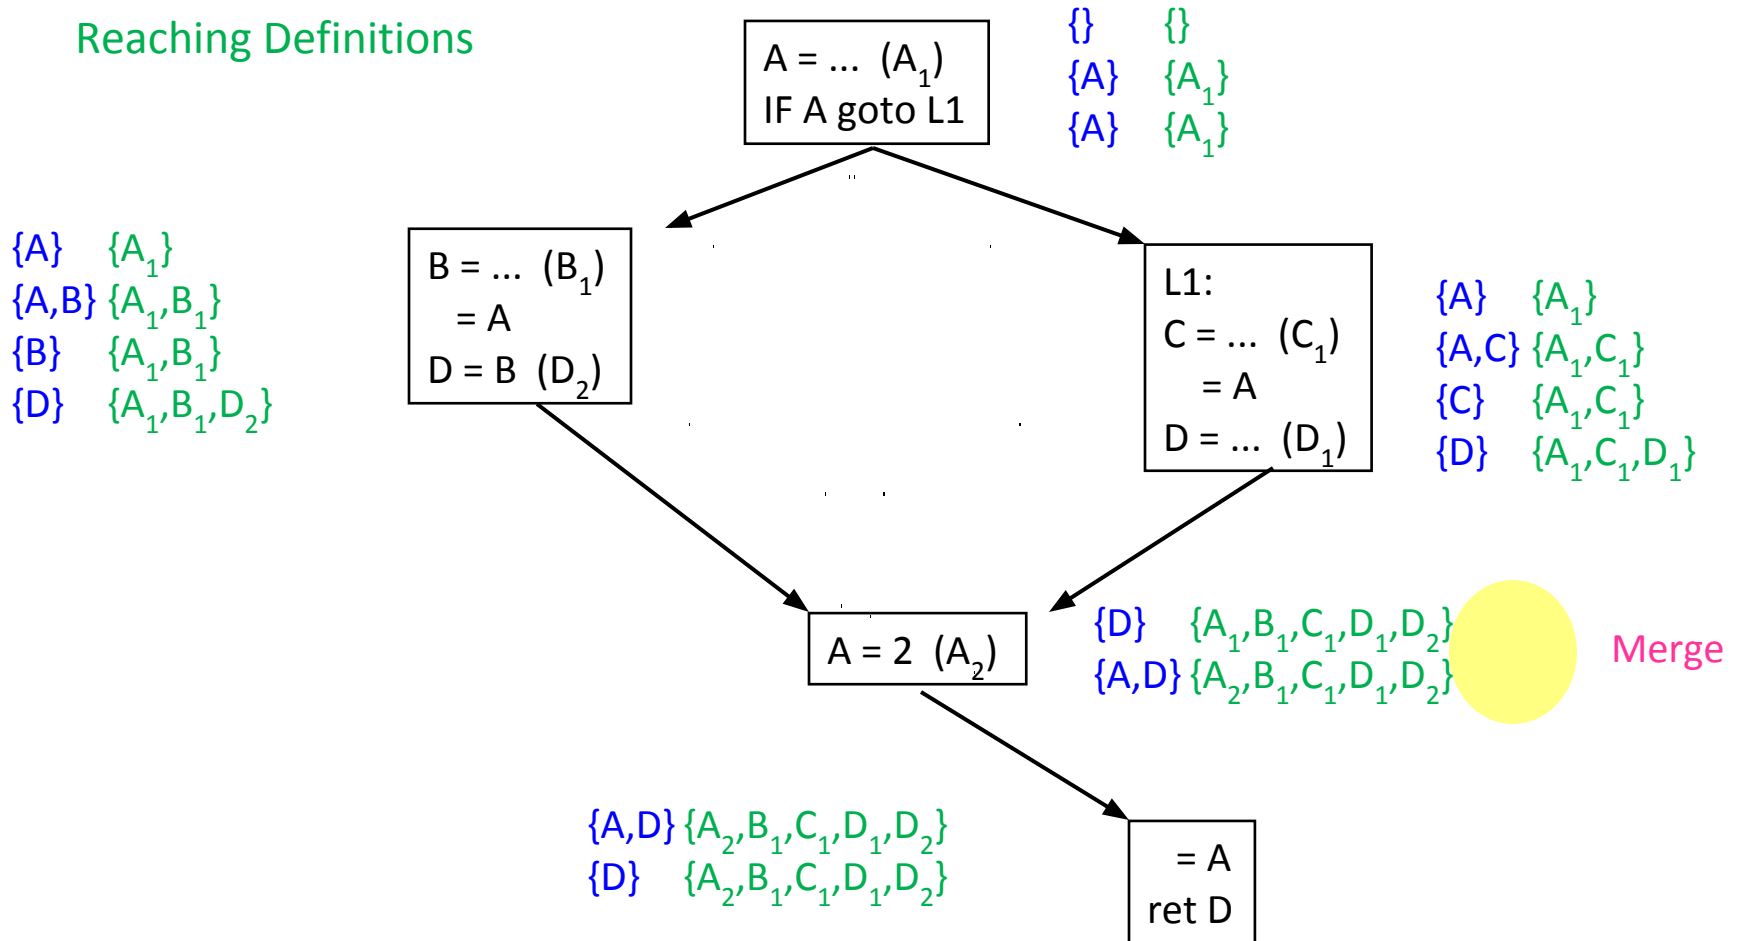 Reaching Definitions
A = ... (A₁)
IF A goto L1
{} {}
{A} {A₁}
{A} {A₁}
{A} {A₁}
{A,B} {A₁,B₁}
{B} {A₁,B₁}
{D} {A₁,B₁,D₂}
B = ... (B₁)
= A
D = B (D₂)
L1:
C = ... (C₁)
= A
D = ... (D₁)
{A} {A₁}
{A,C} {A₁,C₁}
{C} {A₁,C₁}
{D} {A₁,C₁,D₁}
A = 2 (A₂)
{D} {A₁,B₁,C₁,D₁,D₂}
{A,D} {A₂,B₁,C₁,D₁,D₂}
Merge
{A,D} {A₂,B₁,C₁,D₁,D₂}
{D} {A₂,B₁,C₁,D₁,D₂}
= A
ret D